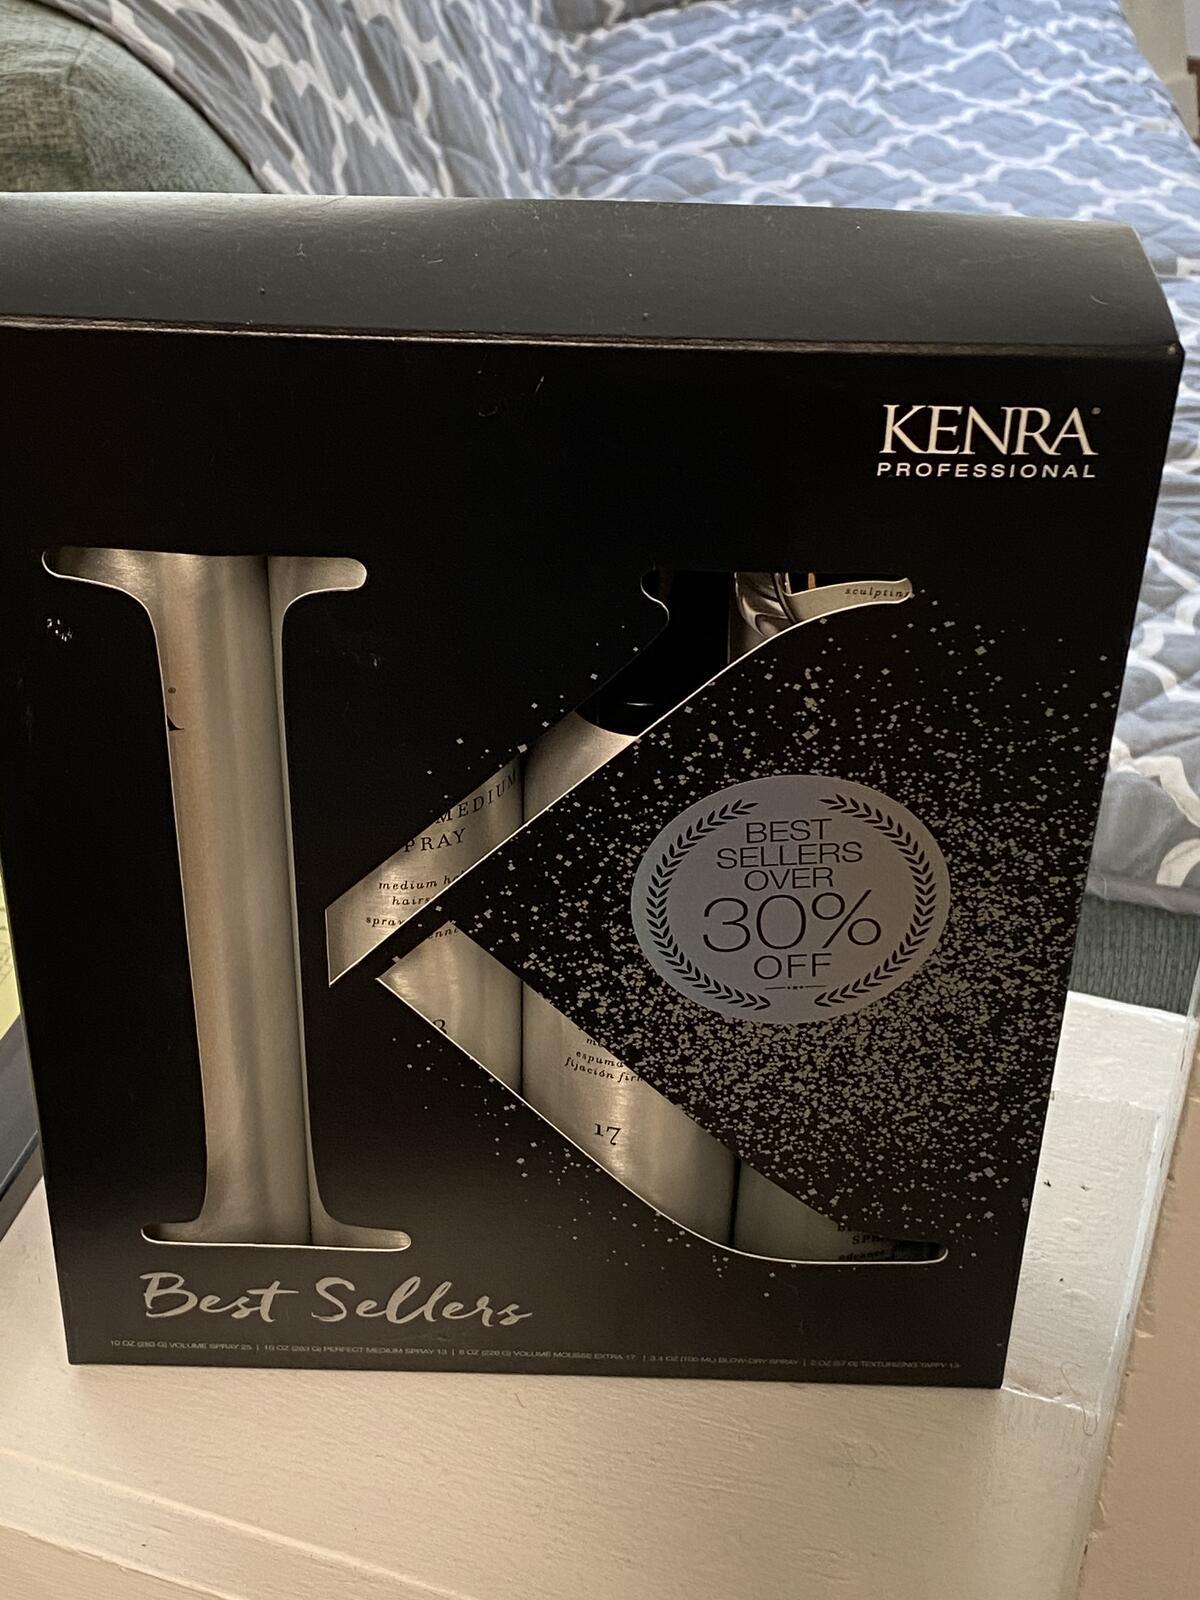 KENRA®
PROFESSIONAL
sculptin
MEDIUM
PRAY
medium
hairs
spray
17
espuma
fijación firm
BEST
SELLERS
OVER
30%
OFF
Best Sellers
10 OZ (283 G) VOLUME SPRAY 25 | 10 OZ (283 G) PERFECT MEDIUM SPRAY 13 | 8 OZ (226 G) VOLUME MOUSSE EXTRA 17 | 3.4 OZ (100 ML) BLOW-DRY SPRAY | 2 OZ (57 G) TEXTURIZING TAFFY 13